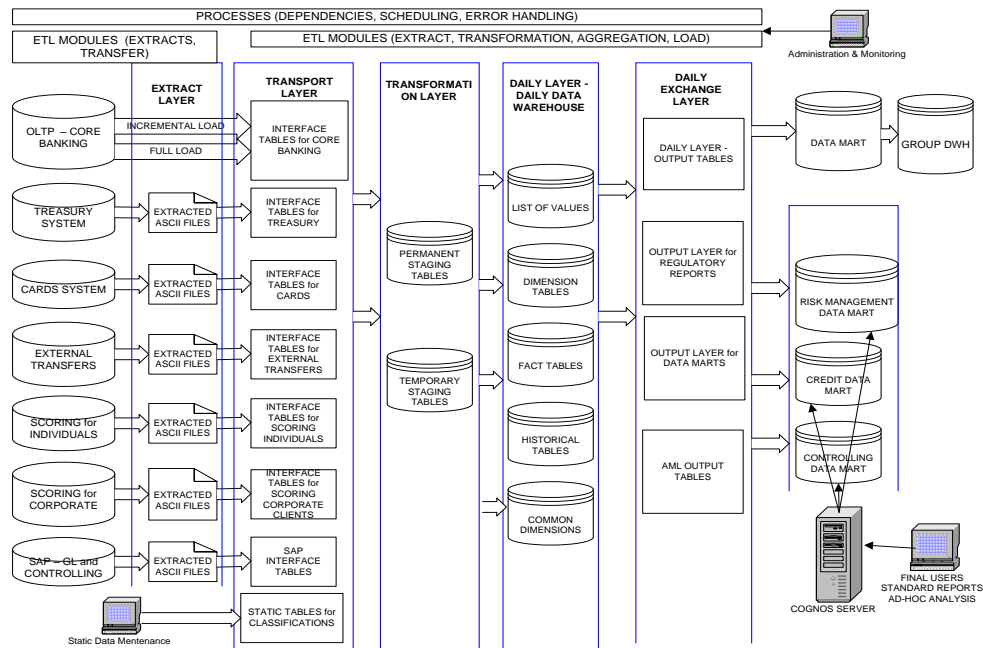 PROCESSES (DEPENDENCIES, SCHEDULING, ERROR HANDLING)
ETL MODULES (EXTRACTS,
TRANSFER)
ETL MODULES (EXTRACT, TRANSFORMATION, AGGREGATION, LOAD)
Administration & Monitoring
EXTRACT
LAYER
TRANSPORT
LAYER
TRANSFORMATI
ON LAYER
DAILY LAYER -
DAILY DATA
WAREHOUSE
DAILY
EXCHANGE
LAYER
OLTP – CORE
BANKING
INCREMENTAL LOAD
FULL LOAD
INTERFACE
TABLES for CORE
BANKING
TREASURY
SYSTEM
EXTRACTED
ASCII FILES
INTERFACE
TABLES for
TREASURY
CARDS SYSTEM
EXTRACTED
ASCII FILES
INTERFACE
TABLES for
CARDS
EXTERNAL
TRANSFERS
EXTRACTED
ASCII FILES
INTERFACE
TABLES for
EXTERNAL
TRANSFERS
SCORING for
INDIVIDUALS
EXTRACTED
ASCII FILES
INTERFACE
TABLES for
SCORING
INDIVIDUALS
SCORING for
CORPORATE
EXTRACTED
ASCII FILES
INTERFACE
TABLES for
SCORING
CORPORATE
CLIENTS
SAP – GL and
CONTROLLING
EXTRACTED
ASCII FILES
SAP
INTERFACE
TABLES
Static Data Mentenance
STATIC TABLES for
CLASSIFICATIONS
PERMANENT
STAGING
TABLES
TEMPORARY
STAGING
TABLES
LIST OF VALUES
DIMENSION
TABLES
FACT TABLES
HISTORICAL
TABLES
COMMON
DIMENSIONS
DAILY LAYER -
OUTPUT TABLES
OUTPUT LAYER for
REGULATORY
REPORTS
OUTPUT LAYER for
DATA MARTS
AML OUTPUT
TABLES
DATA MART
GROUP DWH
RISK MANAGEMENT
DATA MART
CREDIT DATA
MART
CONTROLLING
DATA MART
COGNOS SERVER
FINAL USERS
STANDARD REPORTS
AD-HOC ANALYSIS